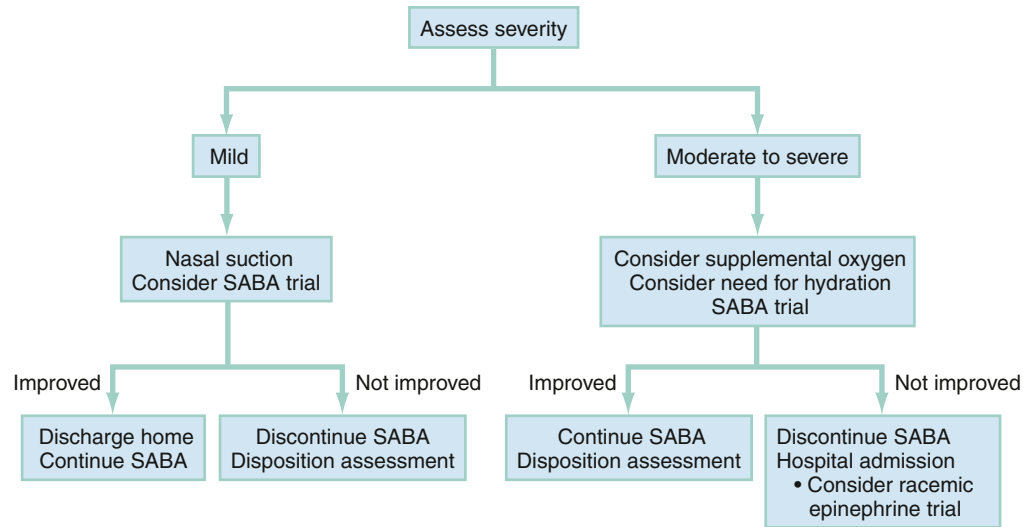 Assess severity
Mild
Moderate to severe
Nasal suction
Consider SABA trial
Consider supplemental oxygen
Consider need for hydration
SABA trial
Improved
Not improved
Improved
Not improved
Discharge home
Continue SABA
Discontinue SABA
Disposition assessment
Continue SABA
Disposition assessment
Discontinue SABA
Hospital admission
• Consider racemic
epinephrine trial